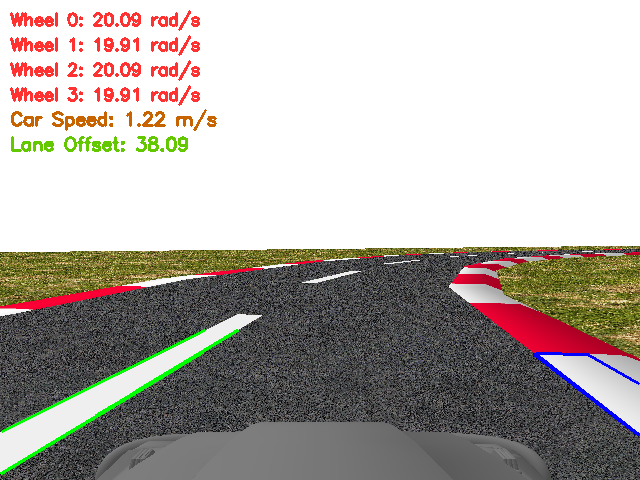 Wheel 0: 20.09 rad/s
Wheel 1: 19.91 rad/s
Wheel 2: 20.09 rad/s
Wheel 3: 19.91 rad/s
Car Speed: 1.22 m/s
Lane Offset: 38.09